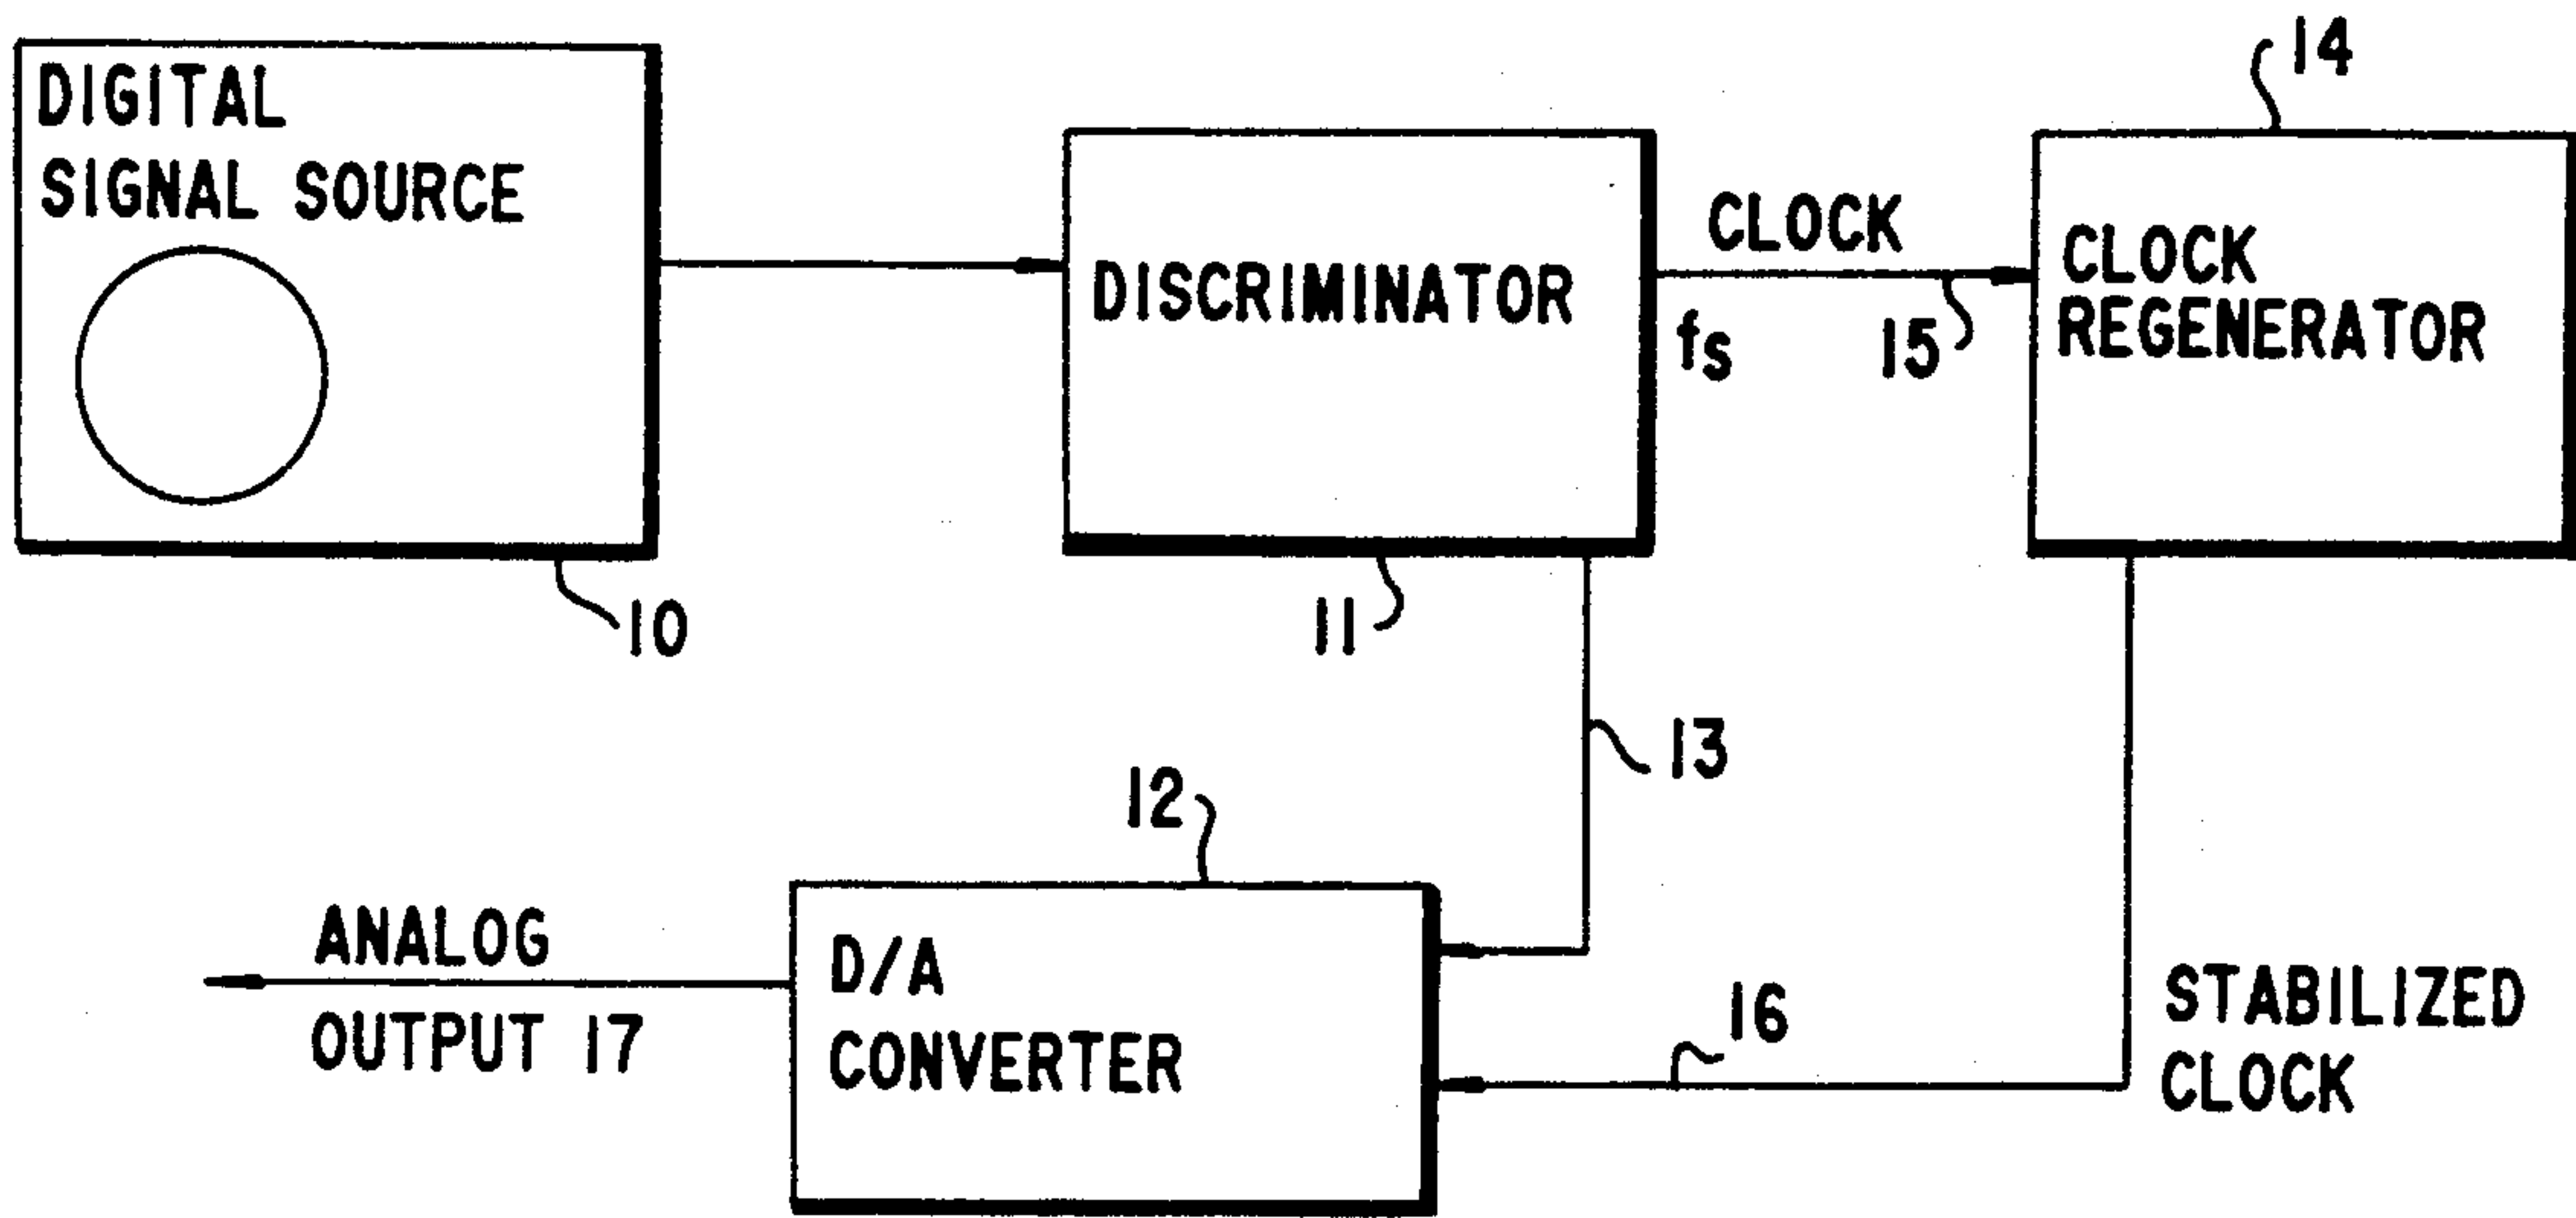 DIGITAL
SIGNAL SOURCE
10
DISCRIMINATOR
11
CLOCK
fs
15
14
CLOCK
REGENERATOR
13
12
D/A
CONVERTER
16
STABILIZED
CLOCK
ANALOG
OUTPUT 17